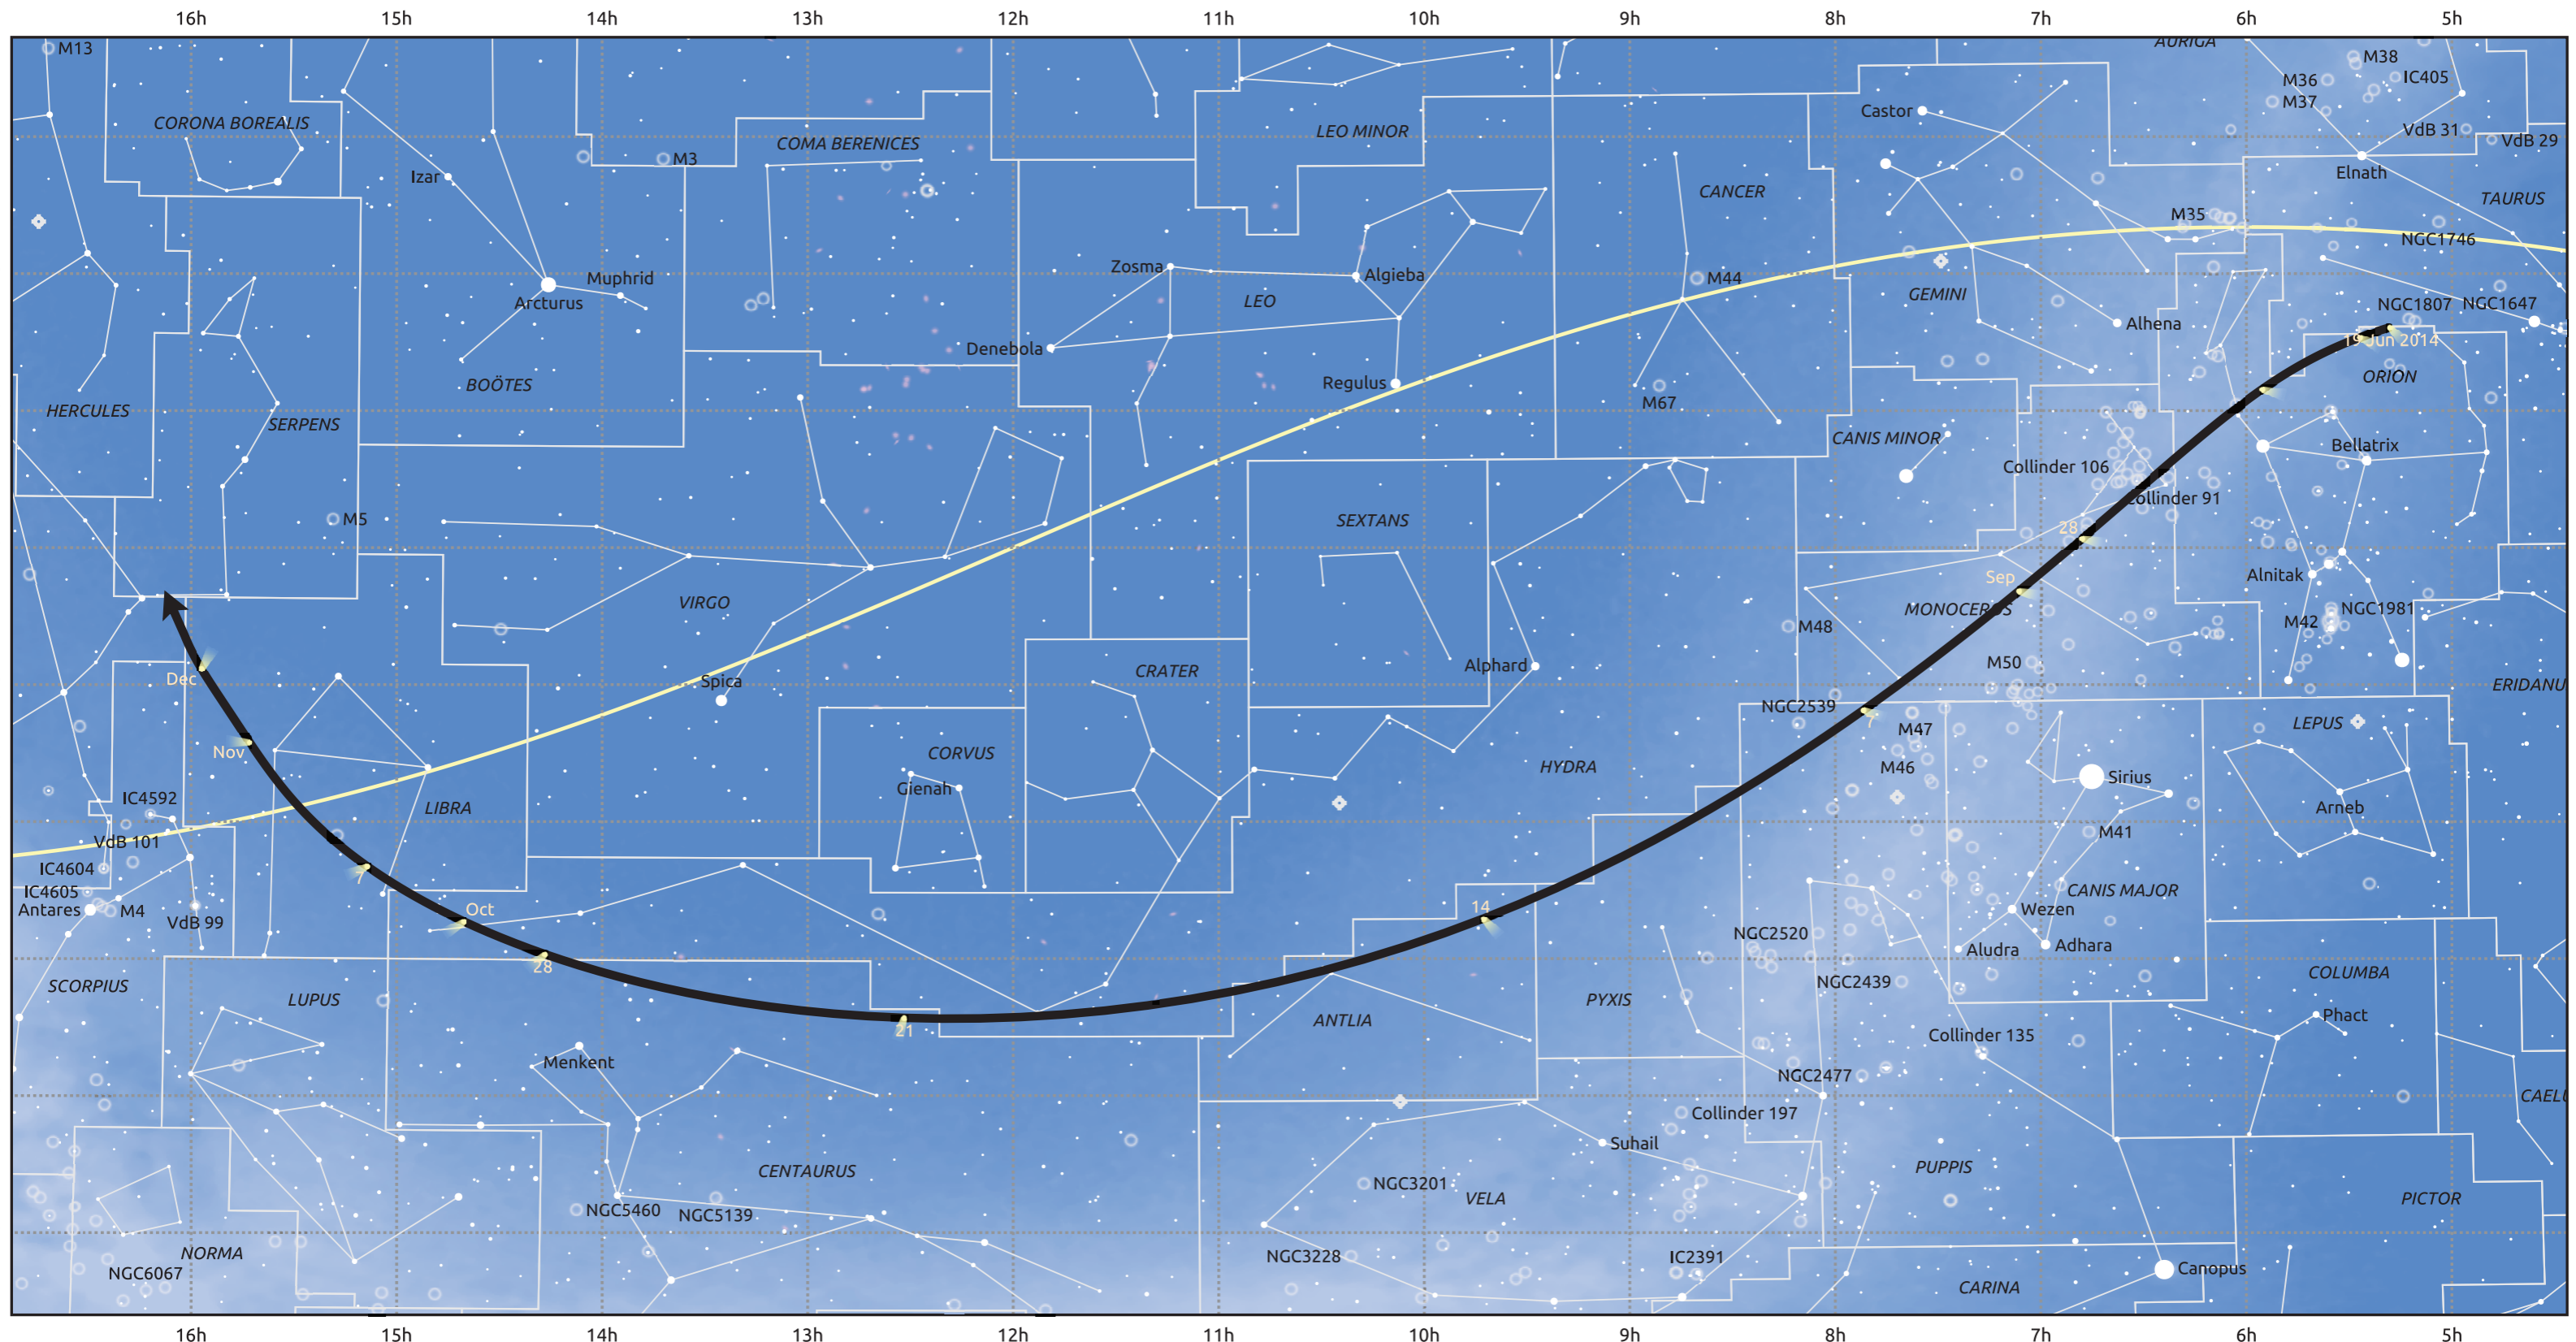 16h 15h 14h 13h 12h 11h 10h 9h 8h 7h 6h 5h
M13
AURIGA
M38
M36
IC405
M37
Castor
CORONA BOREALIS
LEO MINOR
VdB 31
COMA BERENICES
VdB 29
M3
Izar
Elnath
CANCER
TAURUS
M35
NGC1746
Zosma
Algieba
M44
Muphrid
Arcturus
LEO
GEMINI
NGC1807
NGC1647
Alhena
19 Jun 2014
Denebola
ORION
BOÖTES
Regulus
M67
HERCULES
SERPENS
CANIS MINOR
Bellatrix
Collinder 106
Collinder 91
M5
SEXTANS
28
Alnitak
Sep
VIRGO
MONOCEROS
NGC1981
M42
M48
M50
Alphard
CRATER
Dec
Spica
ERIDANU
NGC2539
7
LEPUS
M47
Nov
CORVUS
HYDRA
M46
Sirius
Gienah
IC4592
LIBRA
Arneb
VdB 101
M41
IC4604
7
IC4605
CANIS MAJOR
Antares
M4
VdB 99
Oct
14
Wezen
NGC2520
Aludra
Adhara
28
SCORPIUS
COLUMBA
NGC2439
LUPUS
PYXIS
Phact
ANTLIA
21
Collinder 135
Menkent
NGC2477
CAELU
Collinder 197
Suhail
CENTAURUS
PUPPIS
NGC3201
VELA
PICTOR
NGC5460
NGC5139
NORMA
NGC3228
IC2391
NGC6067
Canopus
CARINA
16h 15h 14h 13h 12h 11h 10h 9h 8h 7h 6h 5h